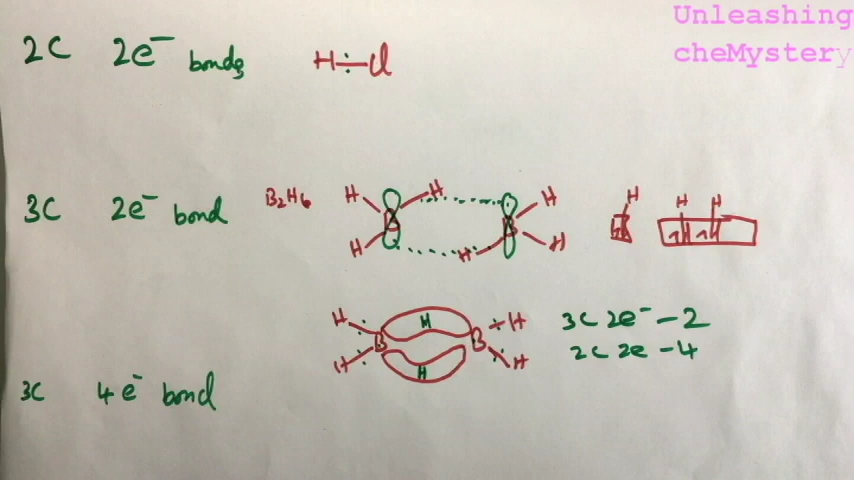 Unleashing
cheMystery
2C 2e⁻ bonds H÷Cl
3C 2e⁻ bond B₂H₆
H H H H
B B
H H H
H H H
H H H
B B
H H H
3C 2e⁻ - 2
2C 2e - 4
3C 4e⁻ bond